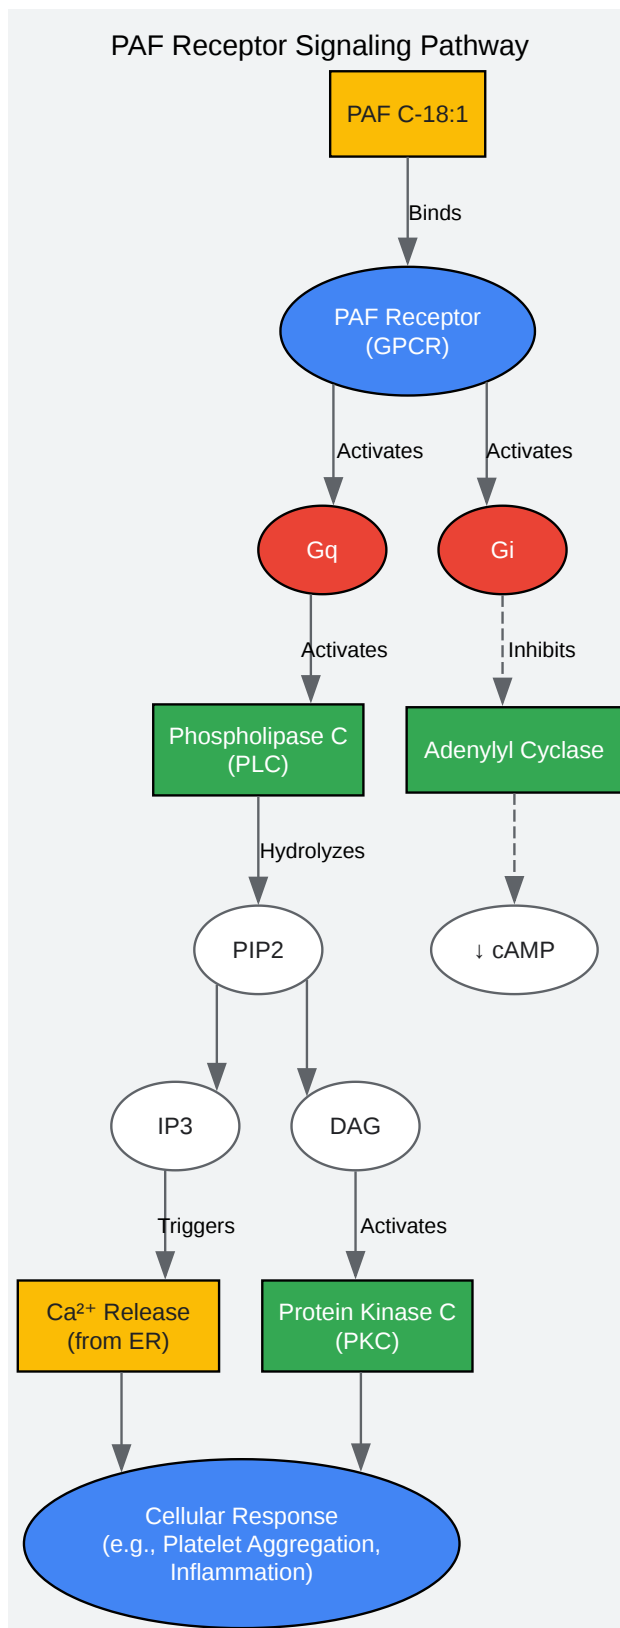 PAF Receptor Signaling Pathway
PAF C-18:1
Binds
PAF Receptor
(GPCR)
Activates
Activates
Gq
Gi
Activates
Inhibits
Phospholipase C
(PLC)
Adenylyl Cyclase
Hydrolyzes
PIP2
↓ cAMP
IP3
DAG
Triggers
Activates
Ca²⁺ Release
(from ER)
Protein Kinase C
(PKC)
Cellular Response
(e.g., Platelet Aggregation,
Inflammation)